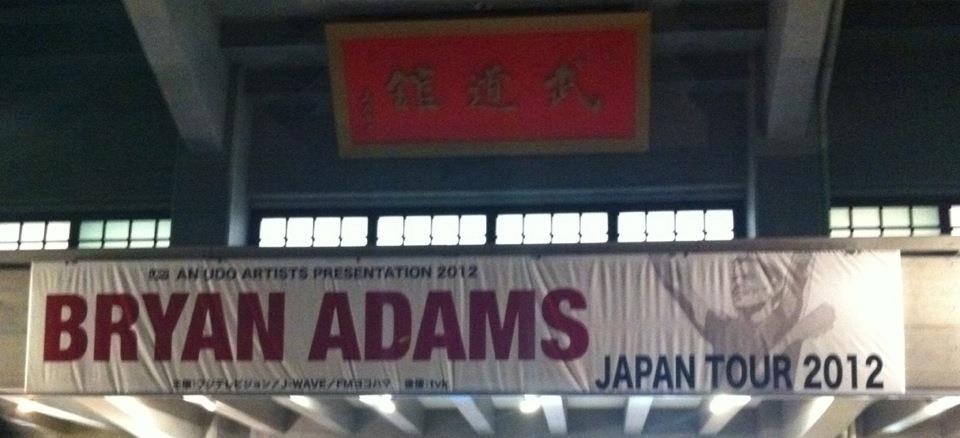 武道館
AN UDO ARTISTS PRESENTATION 2012
BRYAN ADAMS
JAPAN TOUR 2012
主催:フジテレビジョン/J-WAVE/FMヨコハマ 後援:tvk